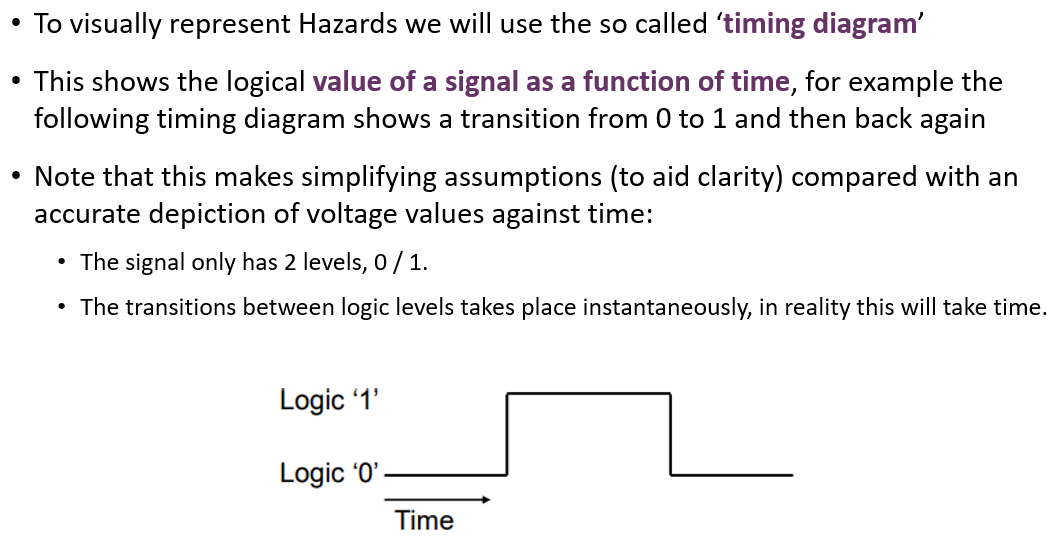 • To visually represent Hazards we will use the so called ‘timing diagram’
• This shows the logical value of a signal as a function of time, for example the
following timing diagram shows a transition from 0 to 1 and then back again
• Note that this makes simplifying assumptions (to aid clarity) compared with an
accurate depiction of voltage values against time:
• The signal only has 2 levels, 0 / 1.
• The transitions between logic levels takes place instantaneously, in reality this will take time.
Logic ‘1’
Logic ‘0’
Time